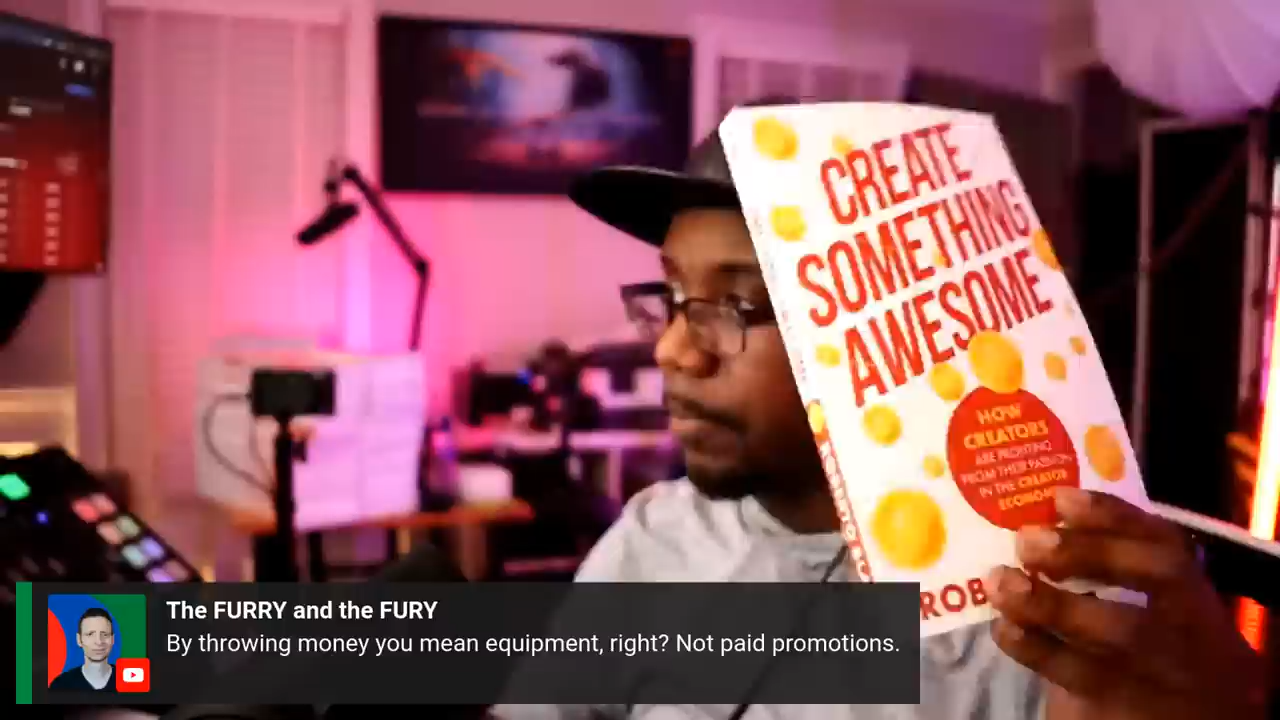 CREATE
SOMETHING
AWESOME
HOW
CREATORS
ARE PROFITING
FROM THEIR PASSION
IN THE CREATOR
ECONOMY
ROB
The FURRY and the FURY
By throwing money you mean equipment, right? Not paid promotions.